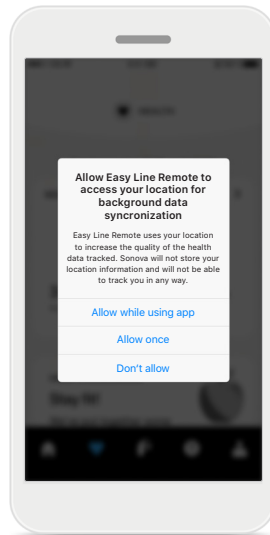 Allow Easy Line Remote to
access your location for
background data
syncronization
Easy Line Remote uses your location
to increase the quality of the health
data tracked. Sonova will not store your
location information and will not be able
to track you in any way.
Allow while using app
Allow once
Don't allow
Stay fit!